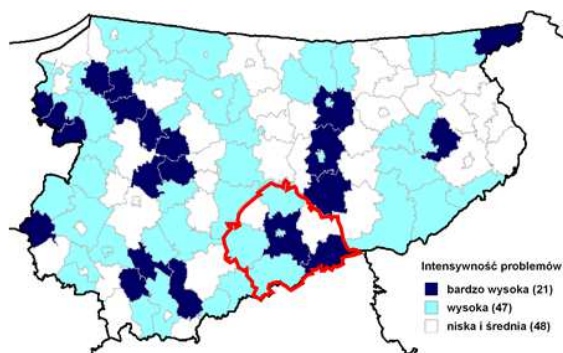 Intensywność problemów
bardzo wysoka (21)
wysoka (47)
niska i średnia (48)